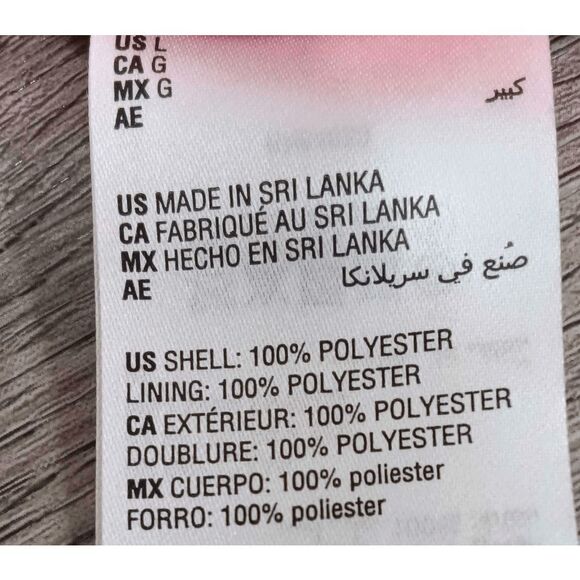 US L
CA G
MX G
AE كبير
US MADE IN SRI LANKA
CA FABRIQUÉ AU SRI LANKA
MX HECHO EN SRI LANKA
AE صُنع في سريلانكا
US SHELL: 100% POLYESTER
LINING: 100% POLYESTER
CA EXTÉRIEUR: 100% POLYESTER
DOUBLURE: 100% POLYESTER
MX CUERPO: 100% poliester
FORRO: 100% poliester